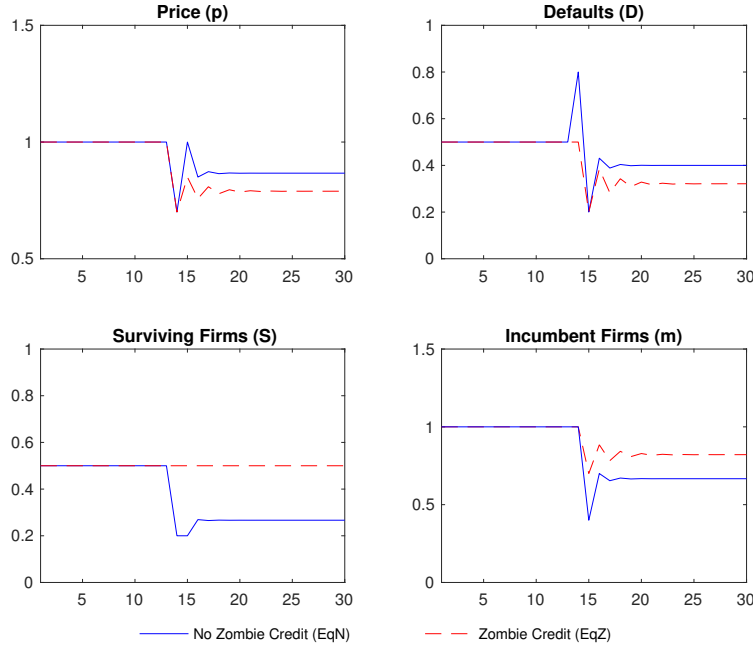 Price (p)
Defaults (D)
1.5
1
0.5
5 10 15 20 25 30
1
0.8
0.6
0.4
0.2
0
5 10 15 20 25 30
Surviving Firms (S)
Incumbent Firms (m)
1
0.8
0.6
0.4
0.2
0
5 10 15 20 25 30
1.5
1
0.5
0
5 10 15 20 25 30
No Zombie Credit (EqN)
Zombie Credit (EqZ)